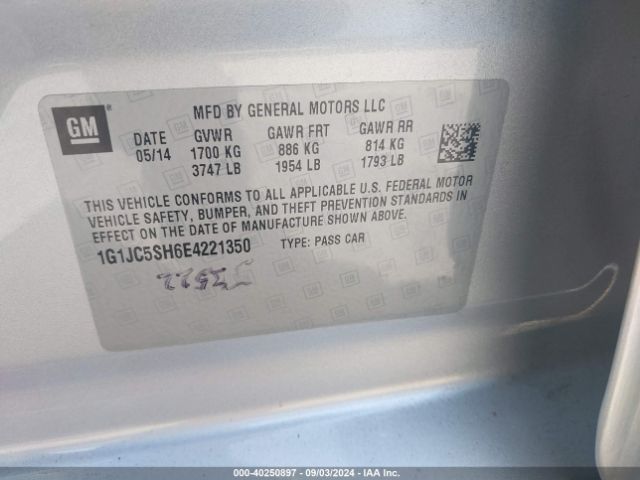 GM
MFD BY GENERAL MOTORS LLC
DATE GVWR GAWR FRT GAWR RR
05/14 1700 KG 886 KG 814 KG
3747 LB 1954 LB 1793 LB
THIS VEHICLE CONFORMS TO ALL APPLICABLE U.S. FEDERAL MOTOR
VEHICLE SAFETY, BUMPER, AND THEFT PREVENTION STANDARDS IN
EFFECT ON THE DATE OF MANUFACTURE SHOWN ABOVE.
1G1JC5SH6E4221350 TYPE: PASS CAR
000-40250897 - 09/03/2024 - IAA Inc.